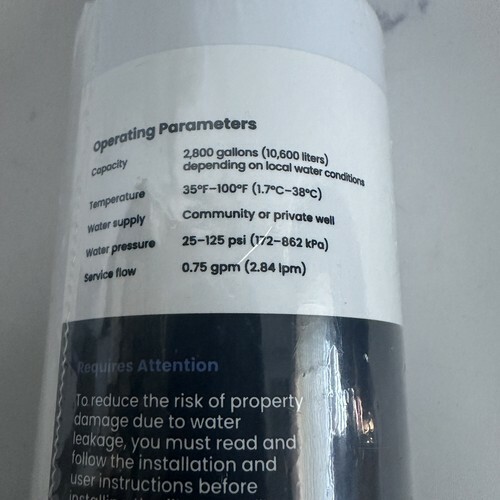 Operating Parameters
Capacity 2,800 gallons (10,600 liters)
depending on local water conditions
Temperature 35°F–100°F (1.7°C–38°C)
Water supply Community or private well
Water pressure 25–125 psi (172–862 kPa)
Service flow 0.75 gpm (2.84 lpm)
Requires Attention
To reduce the risk of property
damage due to water
leakage, you must read and
follow the installation and
user instructions before